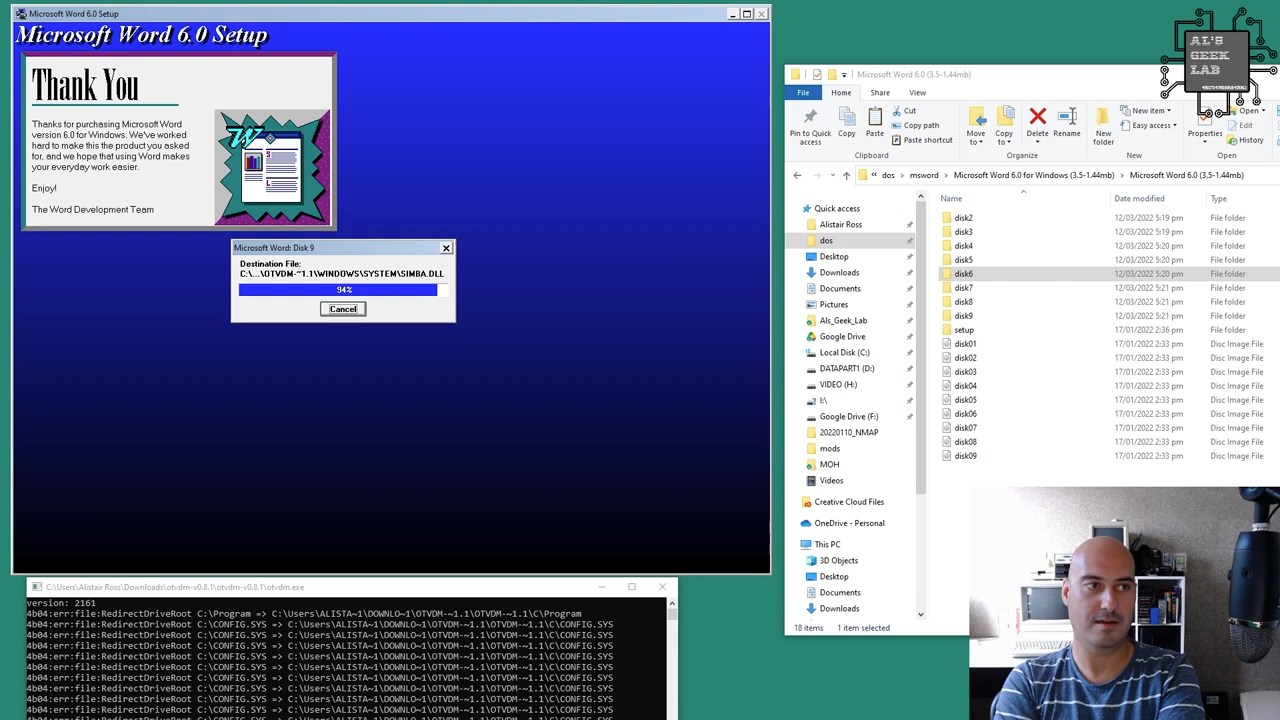 Microsoft Word 6.0 Setup
Microsoft Word 6.0 Setup
Thank You
Thanks for purchasing Microsoft Word
version 6.0 for Windows. We've worked
hard to make this the product you asked
for, and we hope that using Word makes
your everyday work easier.
Enjoy!
The Word Development Team
Microsoft Word: Disk 9
Destination File:
C:\...\OTVDM-~1.1\WINDOWS\SYSTEM\SIMBA.DLL
94%
Cancel
C:\Users\Alistair Ross\Downloads\otvdm-v0.8.1\otvdm-v0.8.1\otvdm.exe
version: 2161
4b04:err:file:RedirectDriveRoot C:\Program => C:\Users\ALISTA~1\DOWNLO~1\OTVDM-~1.1\OTVDM-~1.1\C\Program
4b04:err:file:RedirectDriveRoot C:\CONFIG.SYS => C:\Users\ALISTA~1\DOWNLO~1\OTVDM-~1.1\OTVDM-~1.1\C\CONFIG.SYS
4b04:err:file:RedirectDriveRoot C:\CONFIG.SYS => C:\Users\ALISTA~1\DOWNLO~1\OTVDM-~1.1\OTVDM-~1.1\C\CONFIG.SYS
4b04:err:file:RedirectDriveRoot C:\CONFIG.SYS => C:\Users\ALISTA~1\DOWNLO~1\OTVDM-~1.1\OTVDM-~1.1\C\CONFIG.SYS
4b04:err:file:RedirectDriveRoot C:\CONFIG.SYS => C:\Users\ALISTA~1\DOWNLO~1\OTVDM-~1.1\OTVDM-~1.1\C\CONFIG.SYS
4b04:err:file:RedirectDriveRoot C:\CONFIG.SYS => C:\Users\ALISTA~1\DOWNLO~1\OTVDM-~1.1\OTVDM-~1.1\C\CONFIG.SYS
4b04:err:file:RedirectDriveRoot C:\CONFIG.SYS => C:\Users\ALISTA~1\DOWNLO~1\OTVDM-~1.1\OTVDM-~1.1\C\CONFIG.SYS
4b04:err:file:RedirectDriveRoot C:\CONFIG.SYS => C:\Users\ALISTA~1\DOWNLO~1\OTVDM-~1.1\OTVDM-~1.1\C\CONFIG.SYS
4b04:err:file:RedirectDriveRoot C:\CONFIG.SYS => C:\Users\ALISTA~1\DOWNLO~1\OTVDM-~1.1\OTVDM-~1.1\C\CONFIG.SYS
4b04:err:file:RedirectDriveRoot C:\CONFIG.SYS => C:\Users\ALISTA~1\DOWNLO~1\OTVDM-~1.1\OTVDM-~1.1\C\CONFIG.SYS
4b04:err:file:RedirectDriveRoot C:\CONFIG.SYS => C:\Users\ALISTA~1\DOWNLO~1\OTVDM-~1.1\OTVDM-~1.1\C\CONFIG.SYS
AL'S
GEEK
LAB
Microsoft Word 6.0 (3.5-1.44mb)
File Home Share View
Pin to Quick access
Copy
Paste
Cut
Copy path
Paste shortcut
Move to
Copy to
Delete
Rename
New folder
New item
Easy access
Properties
Open
Edit
History
Clipboard Organize New Open
« dos › msword › Microsoft Word 6.0 for Windows (3.5-1.44mb) › Microsoft Word 6.0 (3.5-1.44mb)
Name Date modified Type
disk2 12/03/2022 5:19 pm File folder
disk3 12/03/2022 5:19 pm File folder
disk4 12/03/2022 5:20 pm File folder
disk5 12/03/2022 5:20 pm File folder
disk6 12/03/2022 5:20 pm File folder
disk7 12/03/2022 5:21 pm File folder
disk8 12/03/2022 5:21 pm File folder
disk9 12/03/2022 5:21 pm File folder
setup 17/01/2022 2:36 pm File folder
disk01 17/01/2022 2:33 pm Disc Image File
disk02 17/01/2022 2:33 pm Disc Image File
disk03 17/01/2022 2:33 pm Disc Image File
disk04 17/01/2022 2:33 pm Disc Image File
disk05 17/01/2022 2:33 pm Disc Image File
disk06 17/01/2022 2:33 pm Disc Image File
disk07 17/01/2022 2:33 pm Disc Image File
disk08 17/01/2022 2:33 pm Disc Image File
disk09 17/01/2022 2:33 pm Disc Image File
Quick access
Alistair Ross
dos
Desktop
Downloads
Documents
Pictures
Als_Geek_Lab
Google Drive
Local Disk (C:)
DATAPART1 (D:)
VIDEO (H:)
I:\
Google Drive (F:)
20220110_NMAP
mods
MOH
Videos
Creative Cloud Files
OneDrive - Personal
This PC
3D Objects
Desktop
Documents
Downloads
18 items 1 item selected